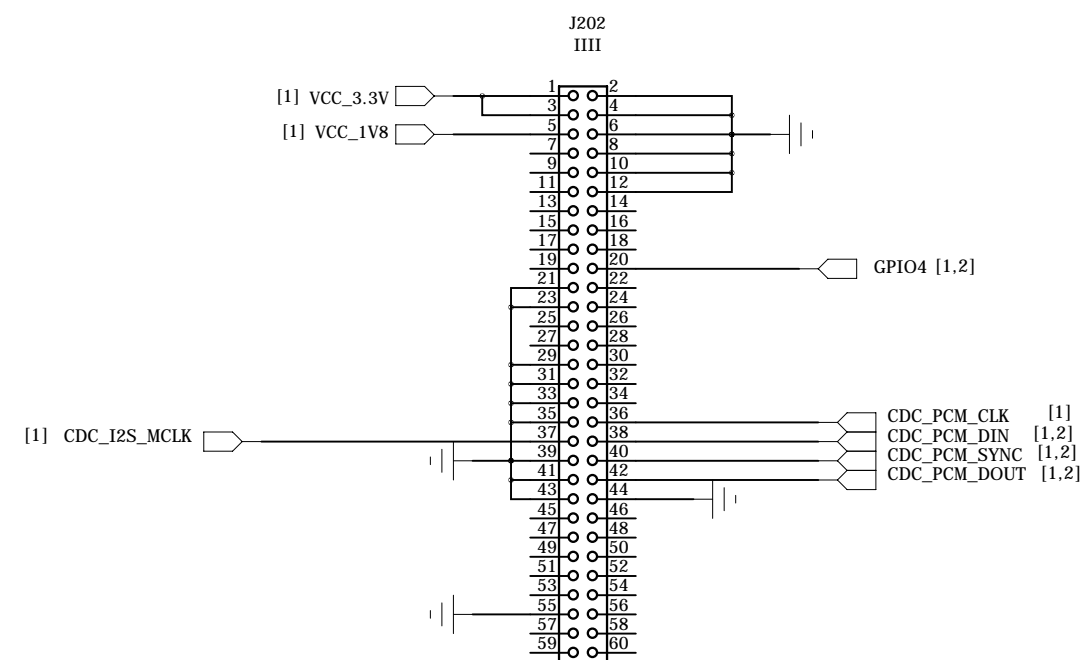 J202
IIII
1 2
[1] VCC_3.3V
3 4
[1] VCC_1V8 5 6
7 8
9 10
11 12
13 14
15 16
17 18
19 20 GPIO4 [1,2]
21 22
23 24
25 26
27 28
29 30
31 32
33 34
35 36 CDC_PCM_CLK [1]
[1] CDC_I2S_MCLK 37 38 CDC_PCM_DIN [1,2]
39 40 CDC_PCM_SYNC [1,2]
41 42 CDC_PCM_DOUT [1,2]
43 44
45 46
47 48
49 50
51 52
53 54
55 56
57 58
59 60